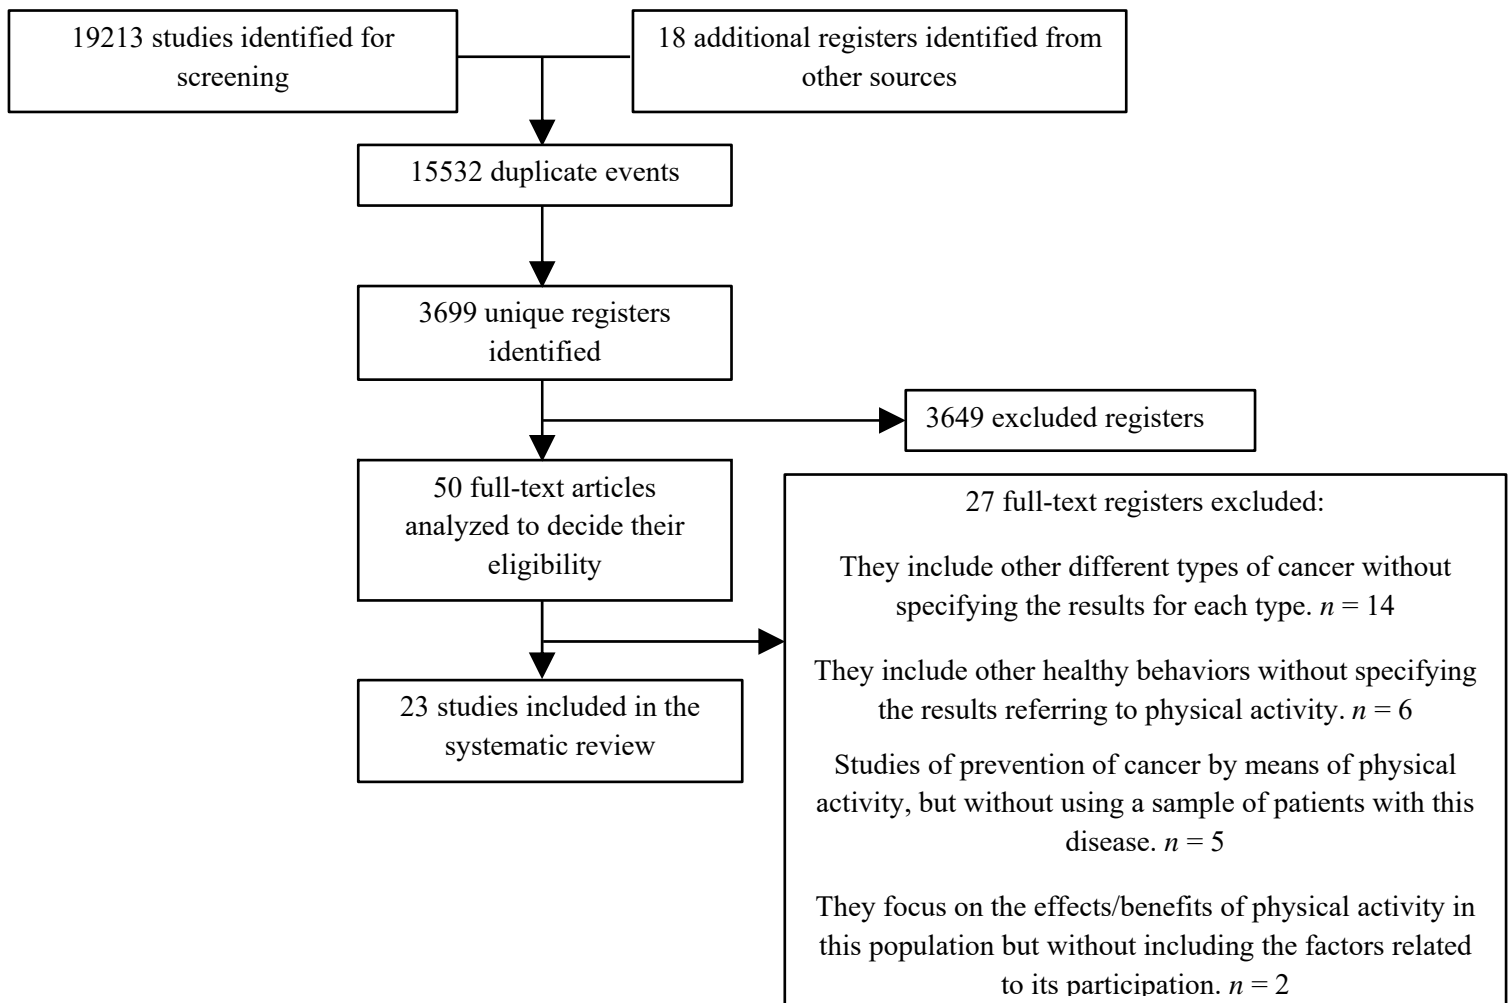 19213 studies identified for
screening
18 additional registers identified from
other sources
15532 duplicate events
3699 unique registers
identified
3649 excluded registers
50 full-text articles
analyzed to decide their
eligibility
27 full-text registers excluded:
They include other different types of cancer without
specifying the results for each type. n = 14
They include other healthy behaviors without specifying
the results referring to physical activity. n = 6
Studies of prevention of cancer by means of physical
activity, but without using a sample of patients with this
disease. n = 5
They focus on the effects/benefits of physical activity in
this population but without including the factors related
to its participation. n = 2
23 studies included in the
systematic review